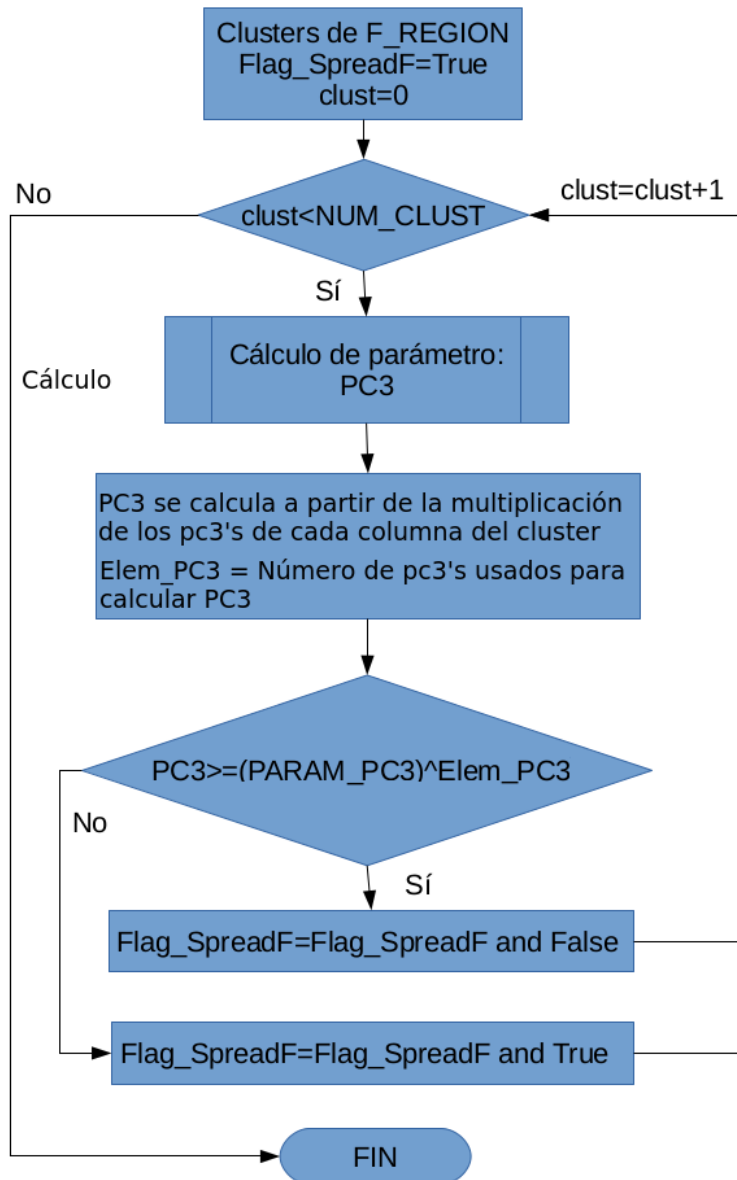 Clusters de F_REGION
Flag_SpreadF=True
clust=0
No
clust=clust+1
clust<NUM_CLUST
Sí
Cálculo de parámetro:
PC3
Cálculo
PC3 se calcula a partir de la multiplicación
de los pc3's de cada columna del cluster
Elem_PC3 = Número de pc3's usados para
calcular PC3
PC3>=(PARAM_PC3)^Elem_PC3
No
Sí
Flag_SpreadF=Flag_SpreadF and False
Flag_SpreadF=Flag_SpreadF and True
FIN